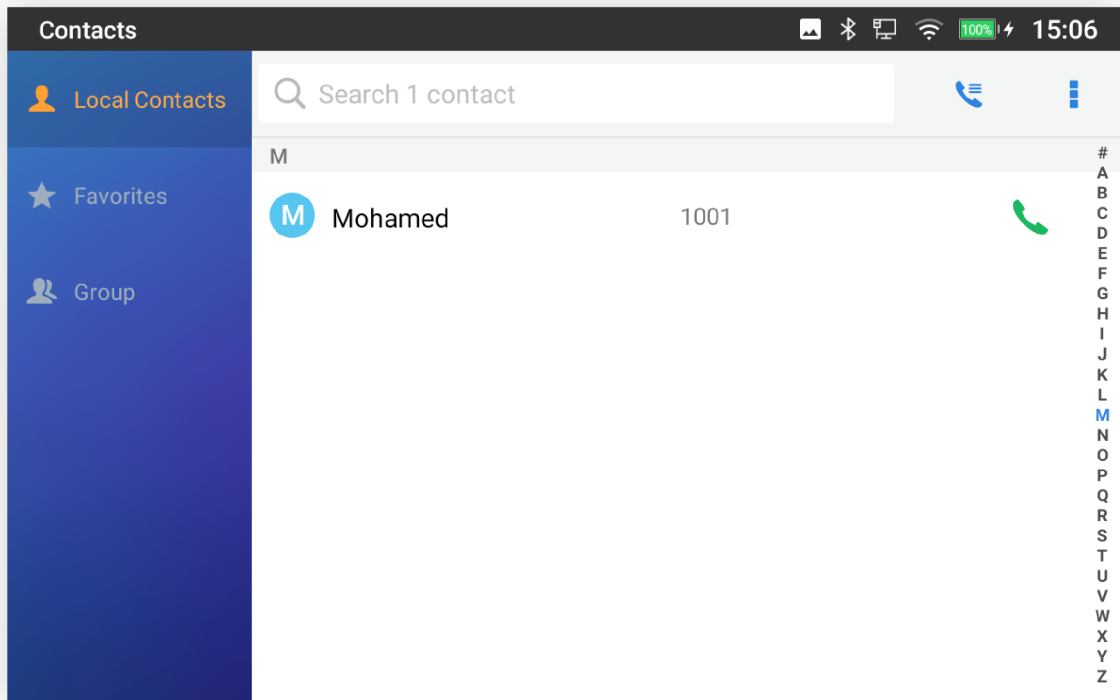 Contacts
100%
15:06
Local Contacts
Favorites
Group
Search 1 contact
M
M
Mohamed
1001
#
A
B
C
D
E
F
G
H
I
J
K
L
M
N
O
P
Q
R
S
T
U
V
W
X
Y
Z